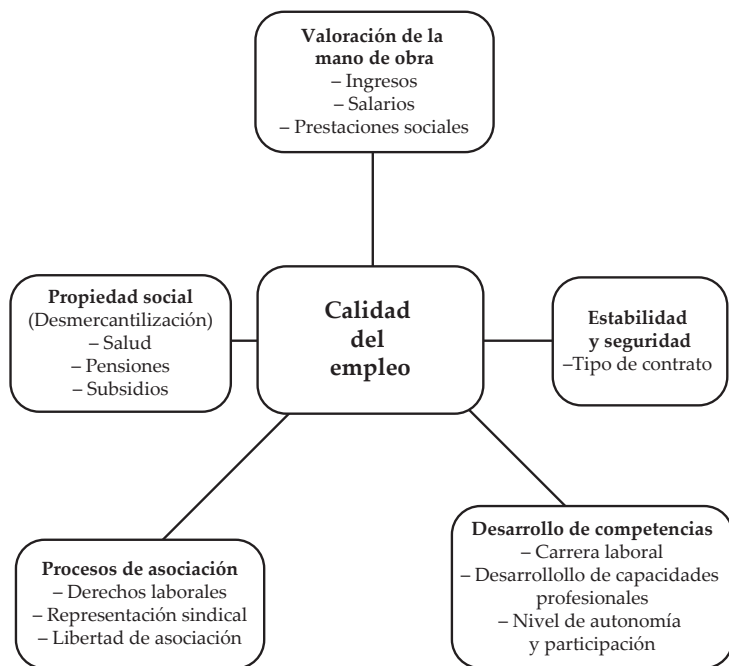 Valoración de la
mano de obra
– Ingresos
– Salarios
– Prestaciones sociales
Propiedad social
(Desmercantilización)
– Salud
– Pensiones
– Subsidios
Calidad
del
empleo
Estabilidad
y seguridad
–Tipo de contrato
Procesos de asociación
– Derechos laborales
– Representación sindical
– Libertad de asociación
Desarrollo de competencias
– Carrera laboral
– Desarrollollo de capacidades
profesionales
– Nivel de autonomía
y participación